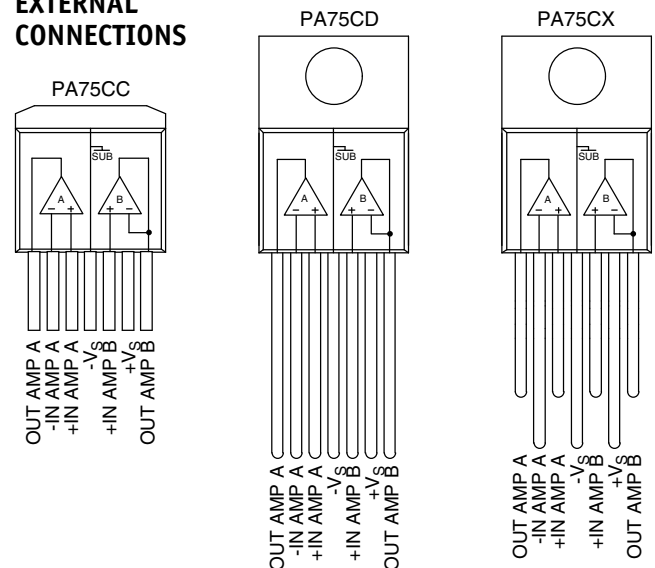 EXTERNAL
CONNECTIONS
PA75CC
SUB
A
B
– +
+ –
OUT AMP A
-IN AMP A
+IN AMP A
-VS
+IN AMP B
+VS
OUT AMP B
PA75CD
SUB
A
B
– +
+ –
OUT AMP A
-IN AMP A
+IN AMP A
-VS
+IN AMP B
+VS
OUT AMP B
PA75CX
SUB
A
B
– +
+ –
OUT AMP A
-IN AMP A
+IN AMP A
-VS
+IN AMP B
+VS
OUT AMP B